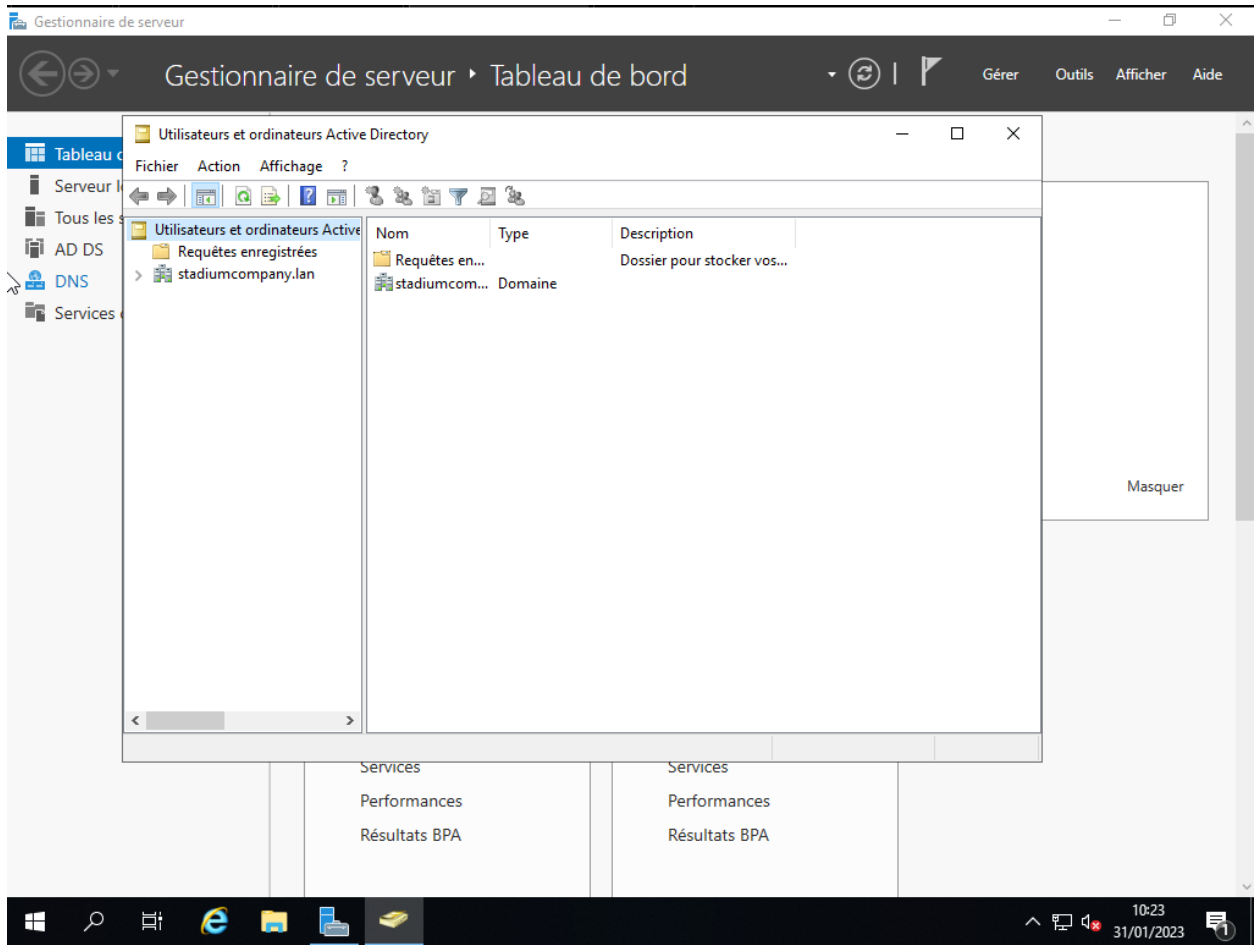 Gestionnaire de serveur
Gestionnaire de serveur ‣ Tableau de bord
Gérer Outils Afficher Aide
Utilisateurs et ordinateurs Active Directory
Fichier Action Affichage ?
Tableau
Serveur
Tous les
AD DS
DNS
Services
Utilisateurs et ordinateurs Active
Requêtes enregistrées
stadiumcompany.lan
Nom Type Description
Requêtes en... Dossier pour stocker vos...
stadiumcom... Domaine
Masquer
Services Services
Performances Performances
Résultats BPA Résultats BPA
10:23
31/01/2023
1